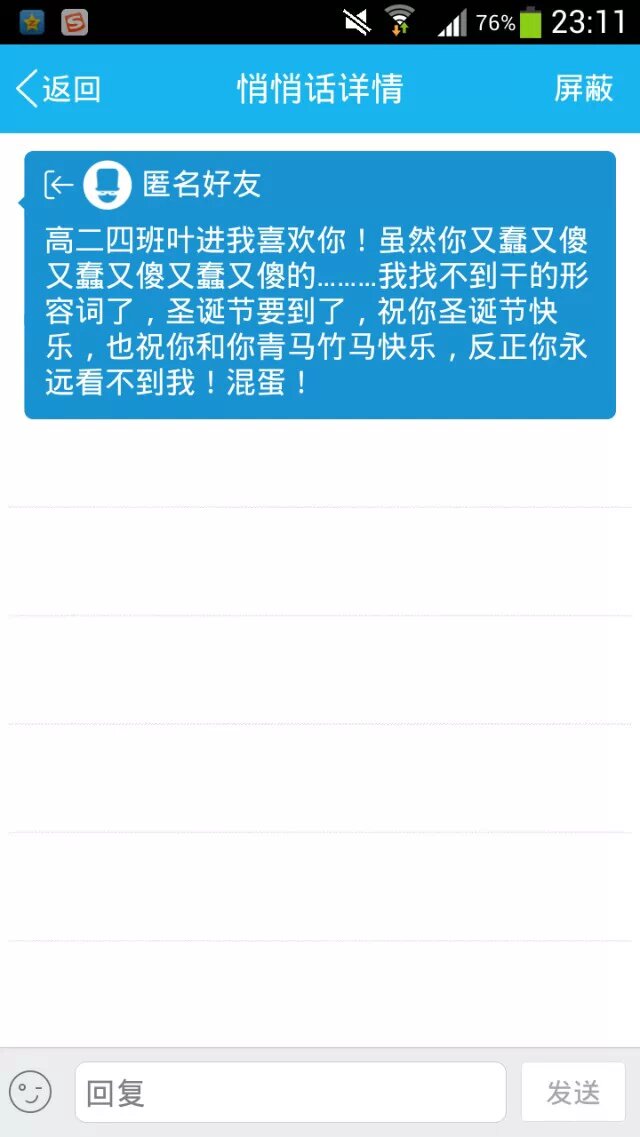 76% 23:11
返回 悄悄话详情 屏蔽
匿名好友
高二四班叶进我喜欢你！虽然你又蠢又傻
又蠢又傻又蠢又傻的………我找不到干的形
容词了，圣诞节要到了，祝你圣诞节快
乐，也祝你和你青马竹马快乐，反正你永
远看不到我！混蛋！
回复 发送